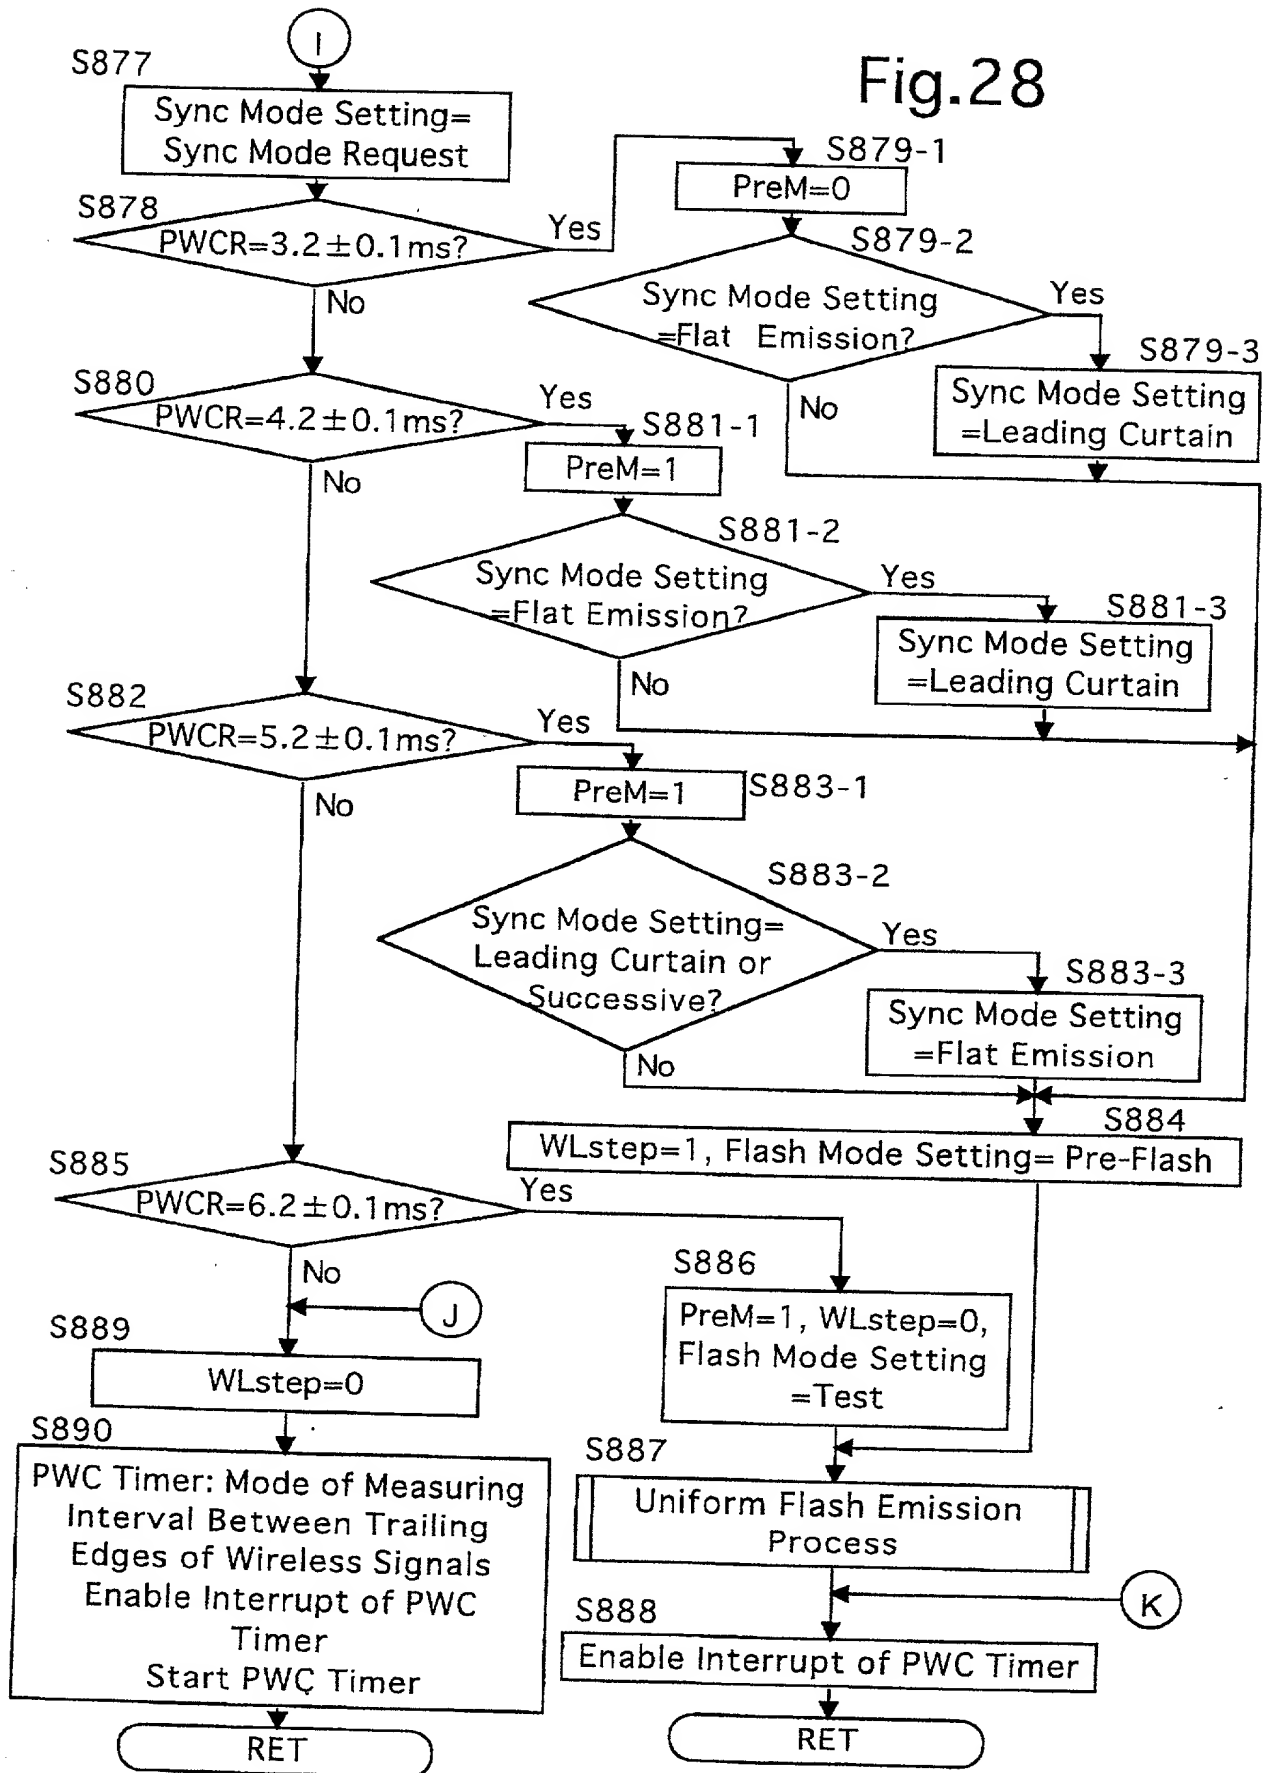 I
Fig.28
S877
Sync Mode Setting=
Sync Mode Request
S878
PWCR=3.2±0.1ms?
Yes
No
S879-1
PreM=0
S879-2
Sync Mode Setting
=Flat Emission?
Yes
No
S879-3
Sync Mode Setting
=Leading Curtain
S880
PWCR=4.2±0.1ms?
Yes
No
S881-1
PreM=1
S881-2
Sync Mode Setting
=Flat Emission?
Yes
No
S881-3
Sync Mode Setting
=Leading Curtain
S882
PWCR=5.2±0.1ms?
Yes
No
S883-1
PreM=1
S883-2
Sync Mode Setting=
Leading Curtain or
Successive?
Yes
No
S883-3
Sync Mode Setting
=Flat Emission
S884
WLstep=1, Flash Mode Setting= Pre-Flash
S885
PWCR=6.2±0.1ms?
Yes
No
J
S886
PreM=1, WLstep=0,
Flash Mode Setting
=Test
S889
WLstep=0
S890
PWC Timer: Mode of Measuring
Interval Between Trailing
Edges of Wireless Signals
Enable Interrupt of PWC
Timer
Start PWC Timer
RET
S887
Uniform Flash Emission
Process
K
S888
Enable Interrupt of PWC Timer
RET